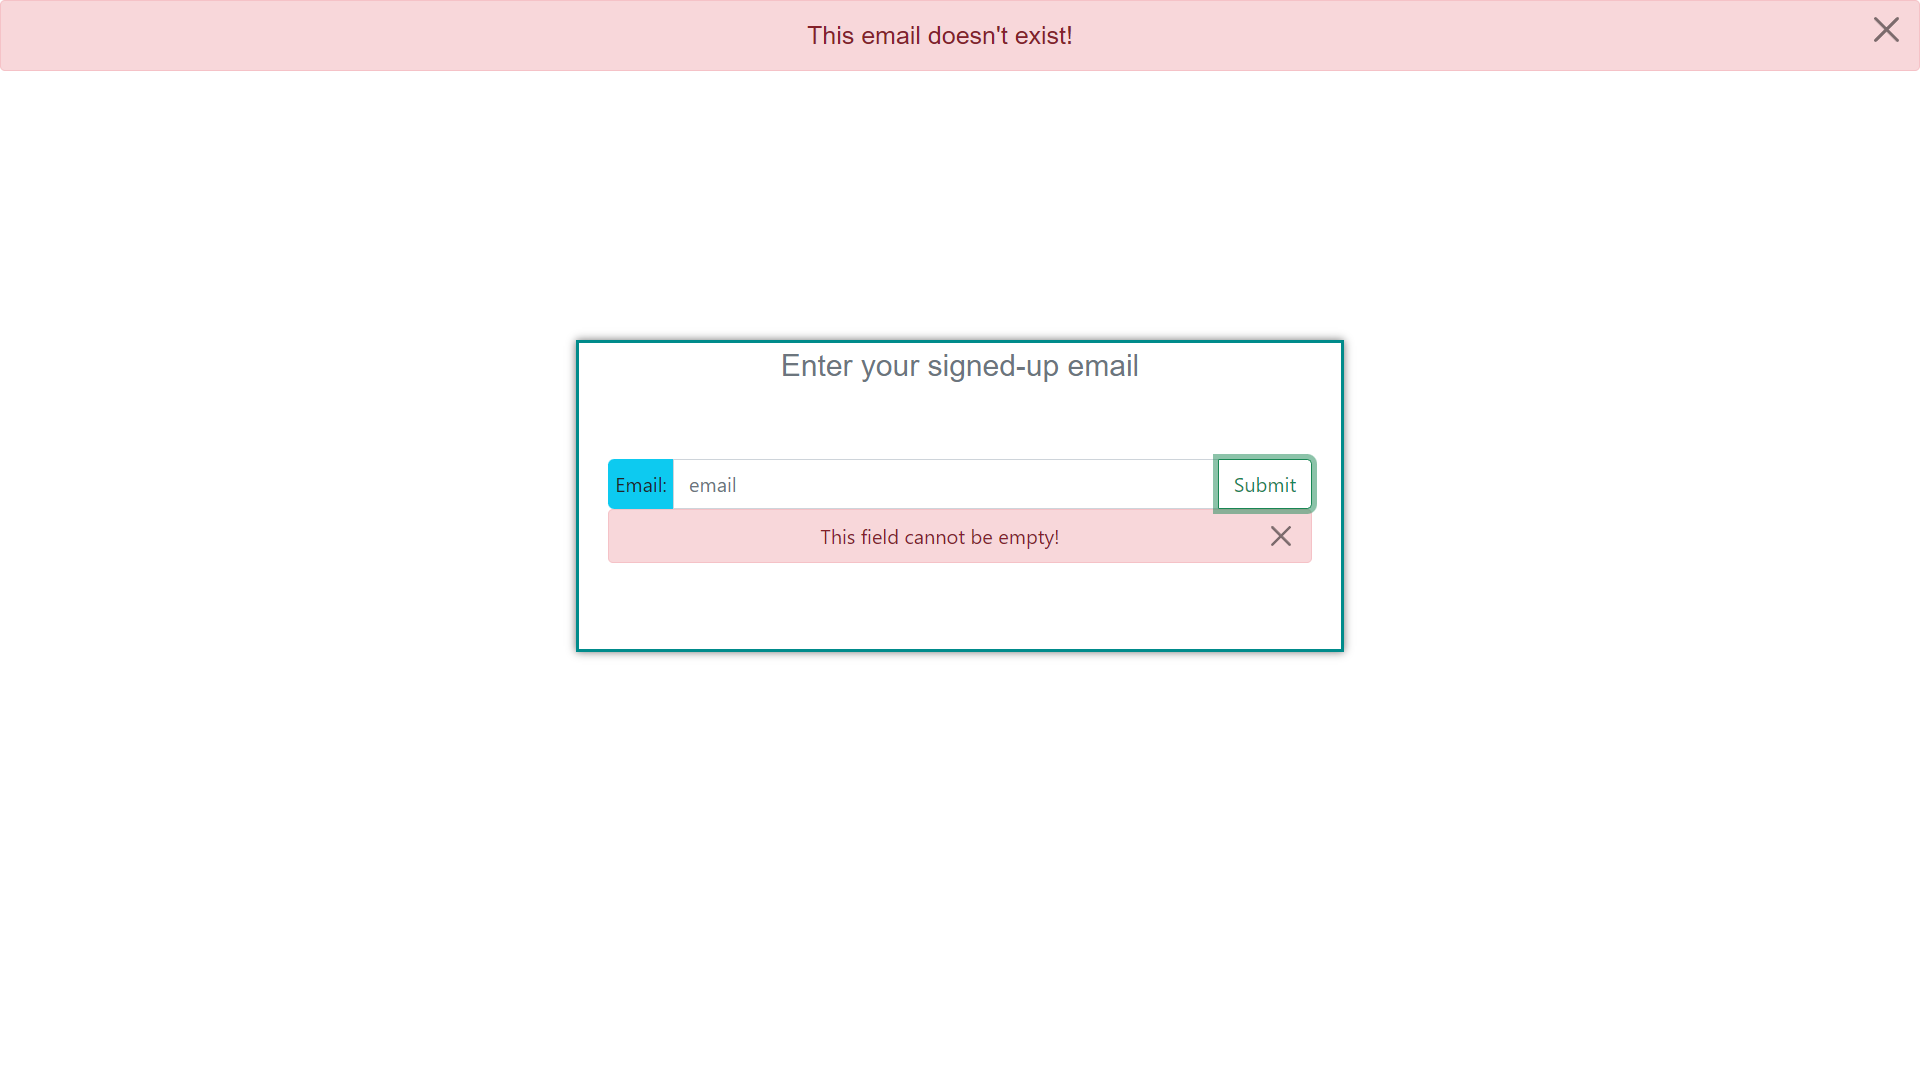 This email doesn't exist!
Enter your signed-up email
Email: email Submit
This field cannot be empty!